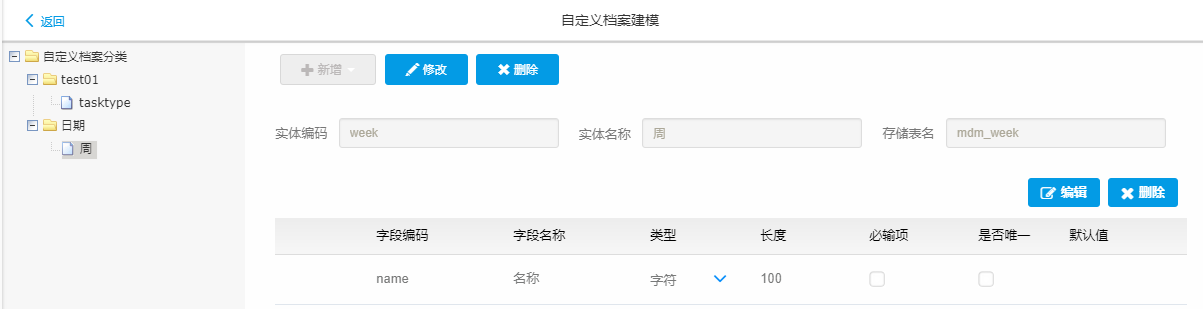 返回
自定义档案建模
自定义档案分类
test01
tasktype
日期
周
新增 修改 删除
实体编码 week 实体名称 周 存储表名 mdm_week
编辑 删除
字段编码 字段名称 类型 长度 必输项 是否唯一 默认值
name 名称 字符 100